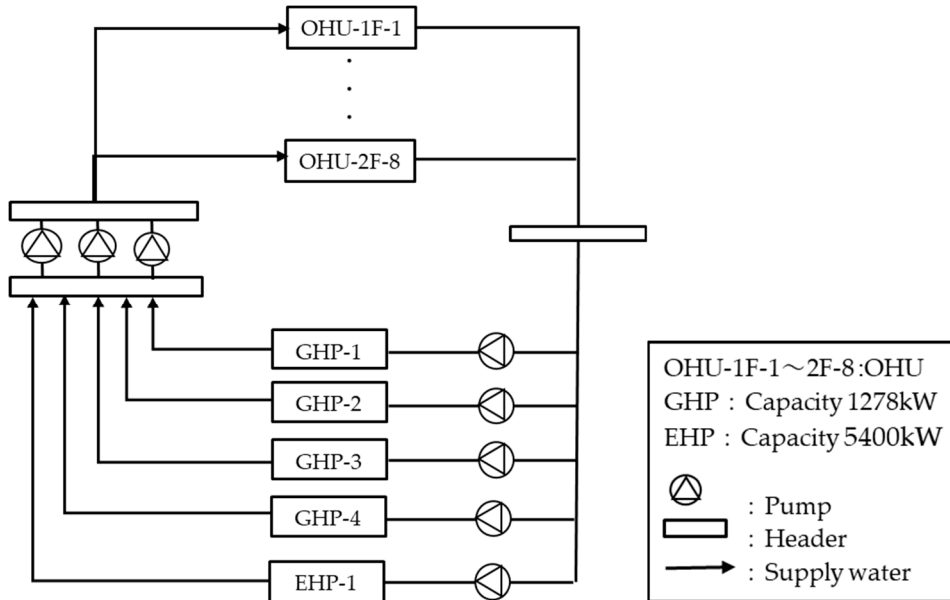 OHU-1F-1
OHU-2F-8
GHP-1
GHP-2
GHP-3
GHP-4
EHP-1
OHU-1F-1～2F-8:OHU
GHP : Capacity 1278kW
EHP : Capacity 5400kW
: Pump
: Header
: Supply water